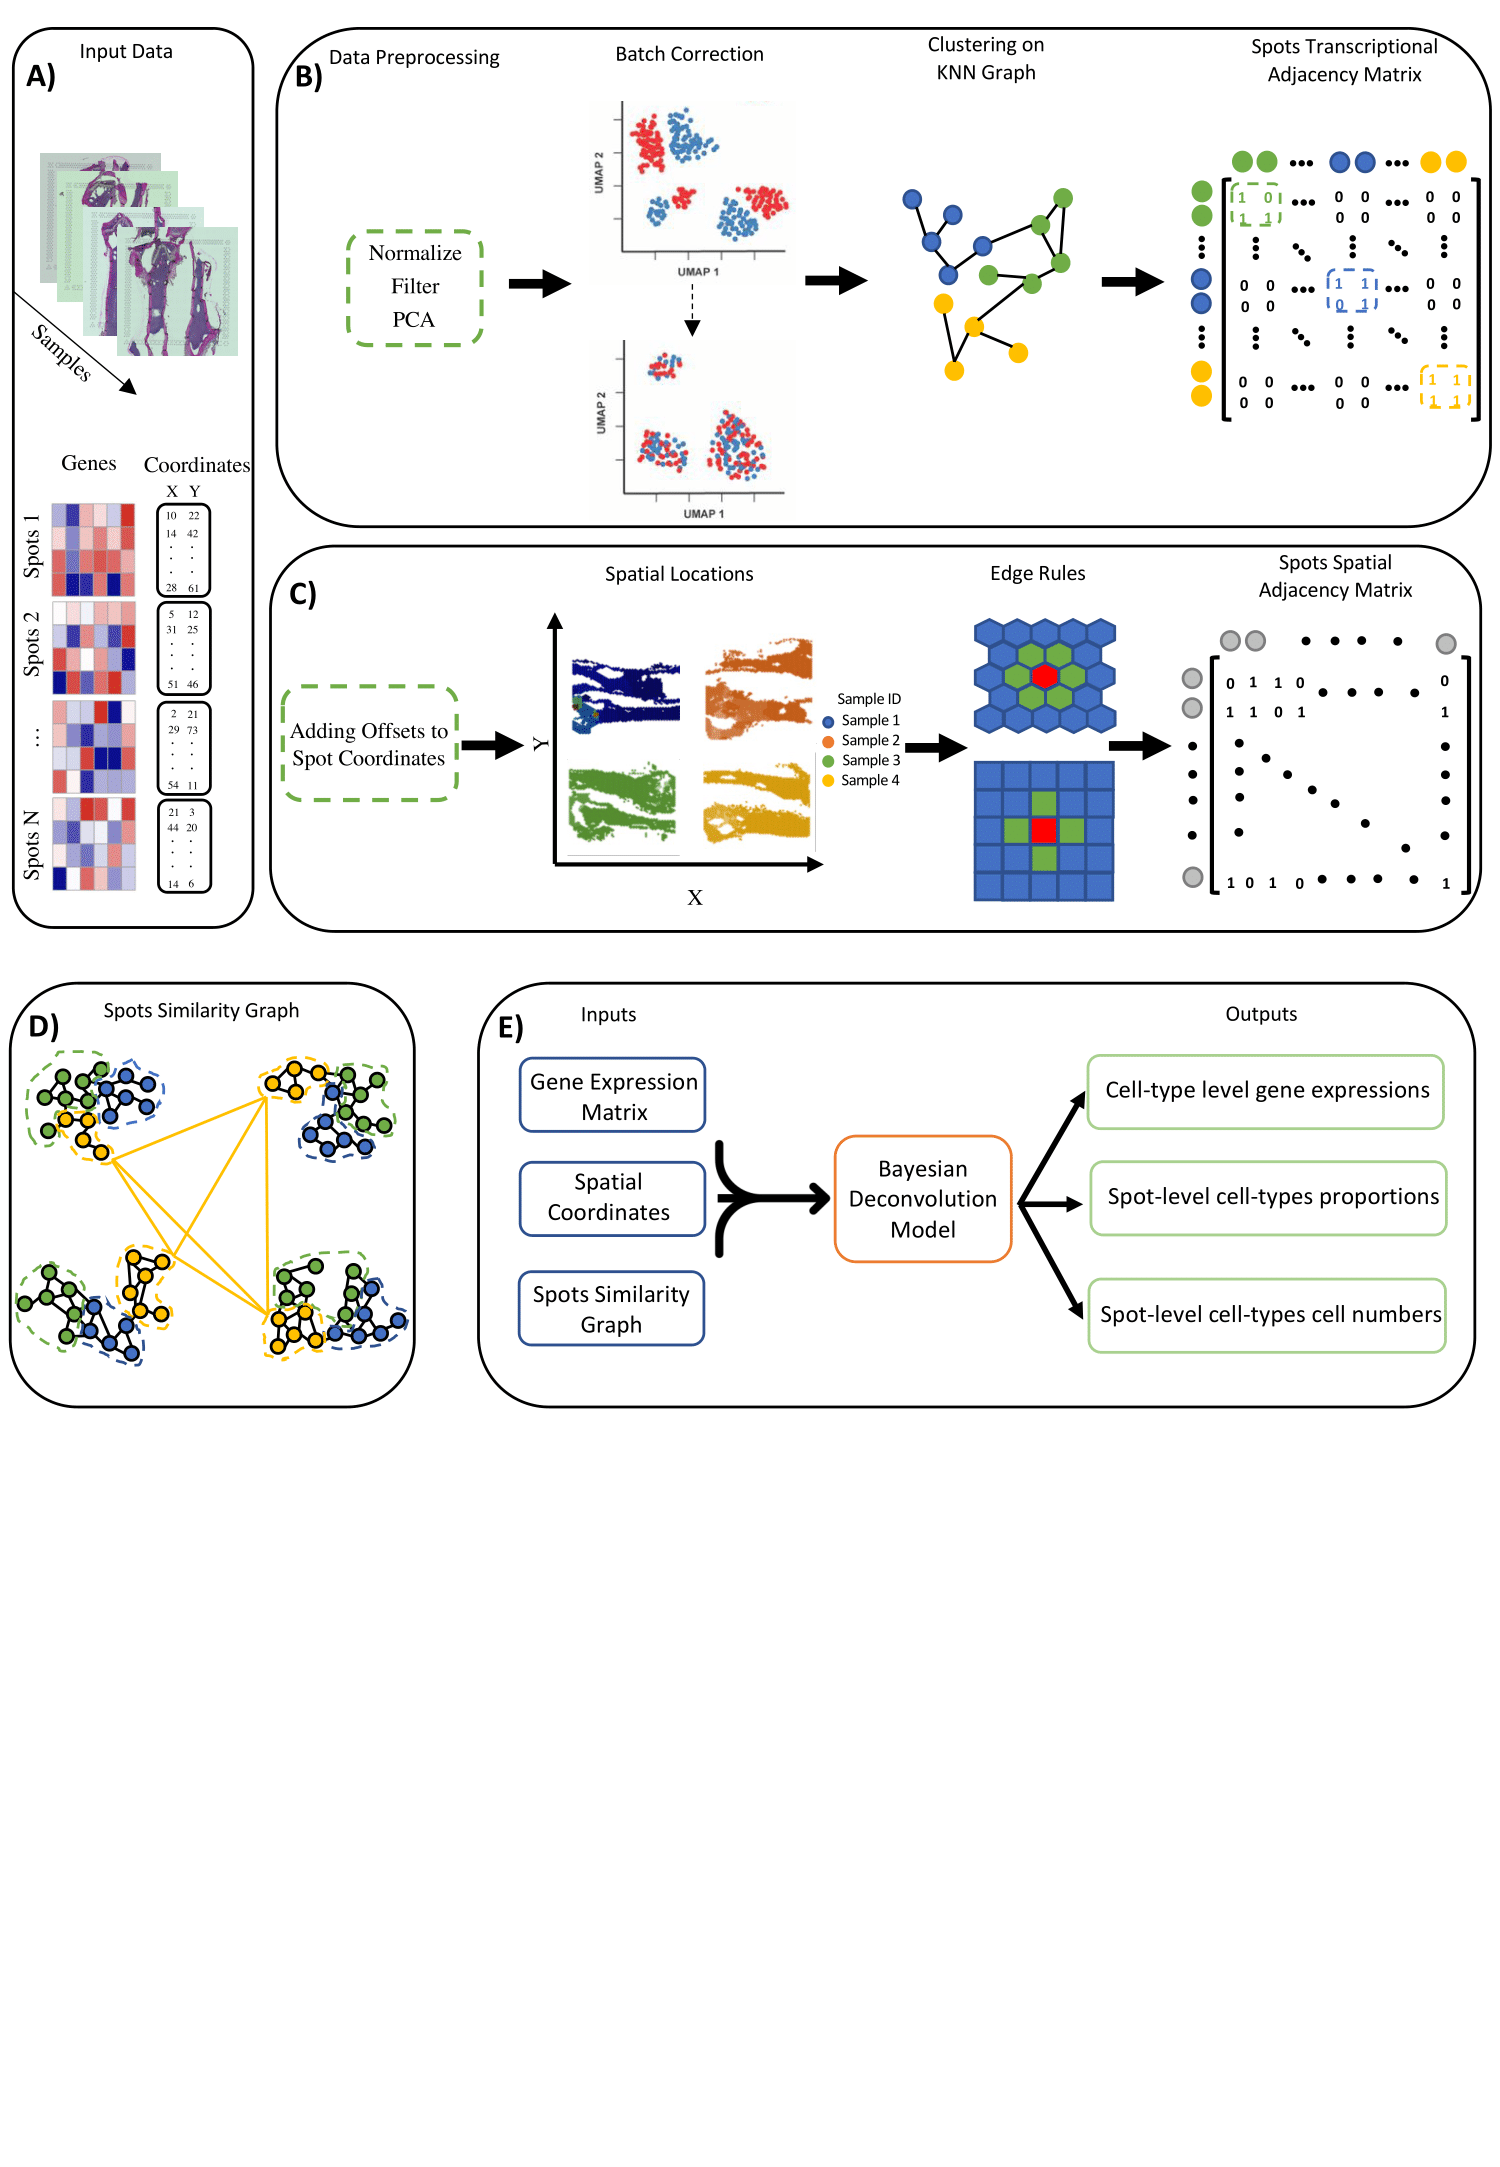 A)
Input Data
Samples
Genes
Coordinates
X Y
Spots 1
10 22
14 42
. .
. .
. .
28 61
Spots 2
5 12
31 25
. .
. .
. .
51 46
...
2 21
29 73
. .
. .
. .
54 11
Spots N
21 3
44 20
. .
. .
. .
14 6
B)
Data Preprocessing
Normalize
Filter
PCA
Batch Correction
UMAP 2
UMAP 1
UMAP 2
UMAP 1
Clustering on
KNN Graph
Spots Transcriptional
Adjacency Matrix
1 0 ... 0 0 ... 0 0
1 1 0 0 0 0
0 0 ... 1 1 ... 0 0
0 0 0 1 0 0
0 0 ... 0 0 ... 1 1
0 0 0 0 1 1
C)
Adding Offsets to
Spot Coordinates
Spatial Locations
Y
X
Sample ID
Sample 1
Sample 2
Sample 3
Sample 4
Edge Rules
Spots Spatial
Adjacency Matrix
0 1 1 0 . . . . 0
1 1 0 1 1
1 0 1 0 . . . . 1
D)
Spots Similarity Graph
E)
Inputs
Gene Expression
Matrix
Spatial
Coordinates
Spots Similarity
Graph
Bayesian
Deconvolution
Model
Outputs
Cell-type level gene expressions
Spot-level cell-types proportions
Spot-level cell-types cell numbers